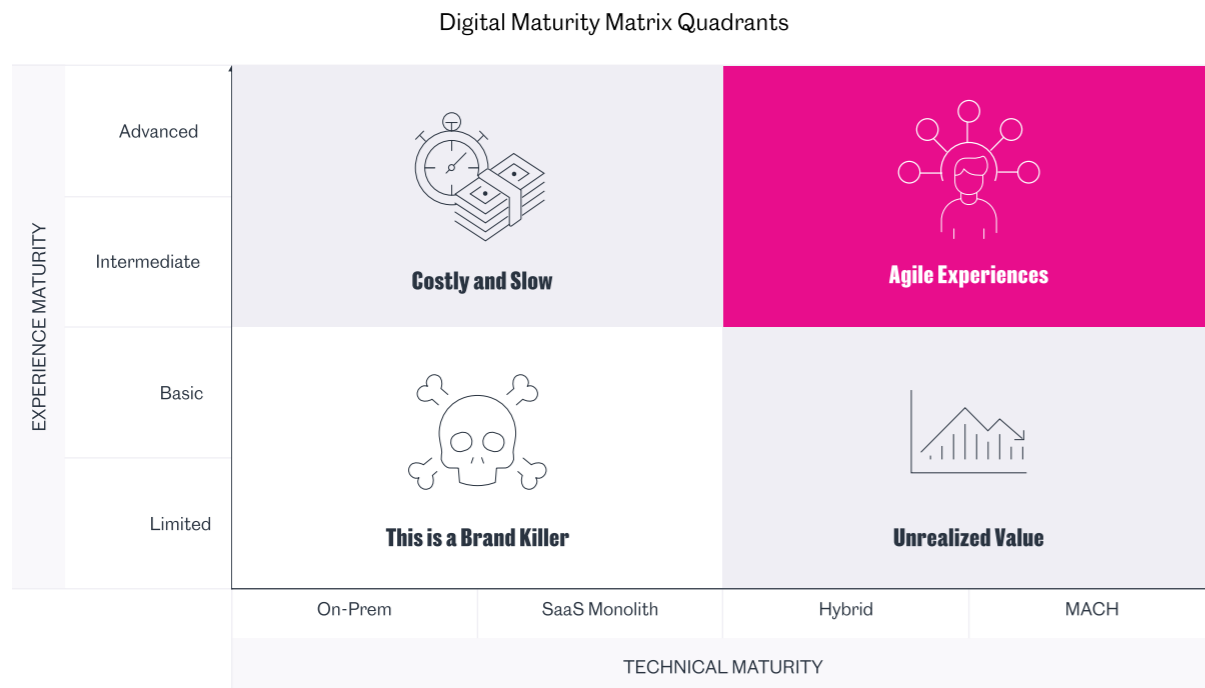 Digital Maturity Matrix Quadrants
EXPERIENCE MATURITY
Advanced
Intermediate
Basic
Limited
Costly and Slow
Agile Experiences
This is a Brand Killer
Unrealized Value
On-Prem
SaaS Monolith
Hybrid
MACH
TECHNICAL MATURITY